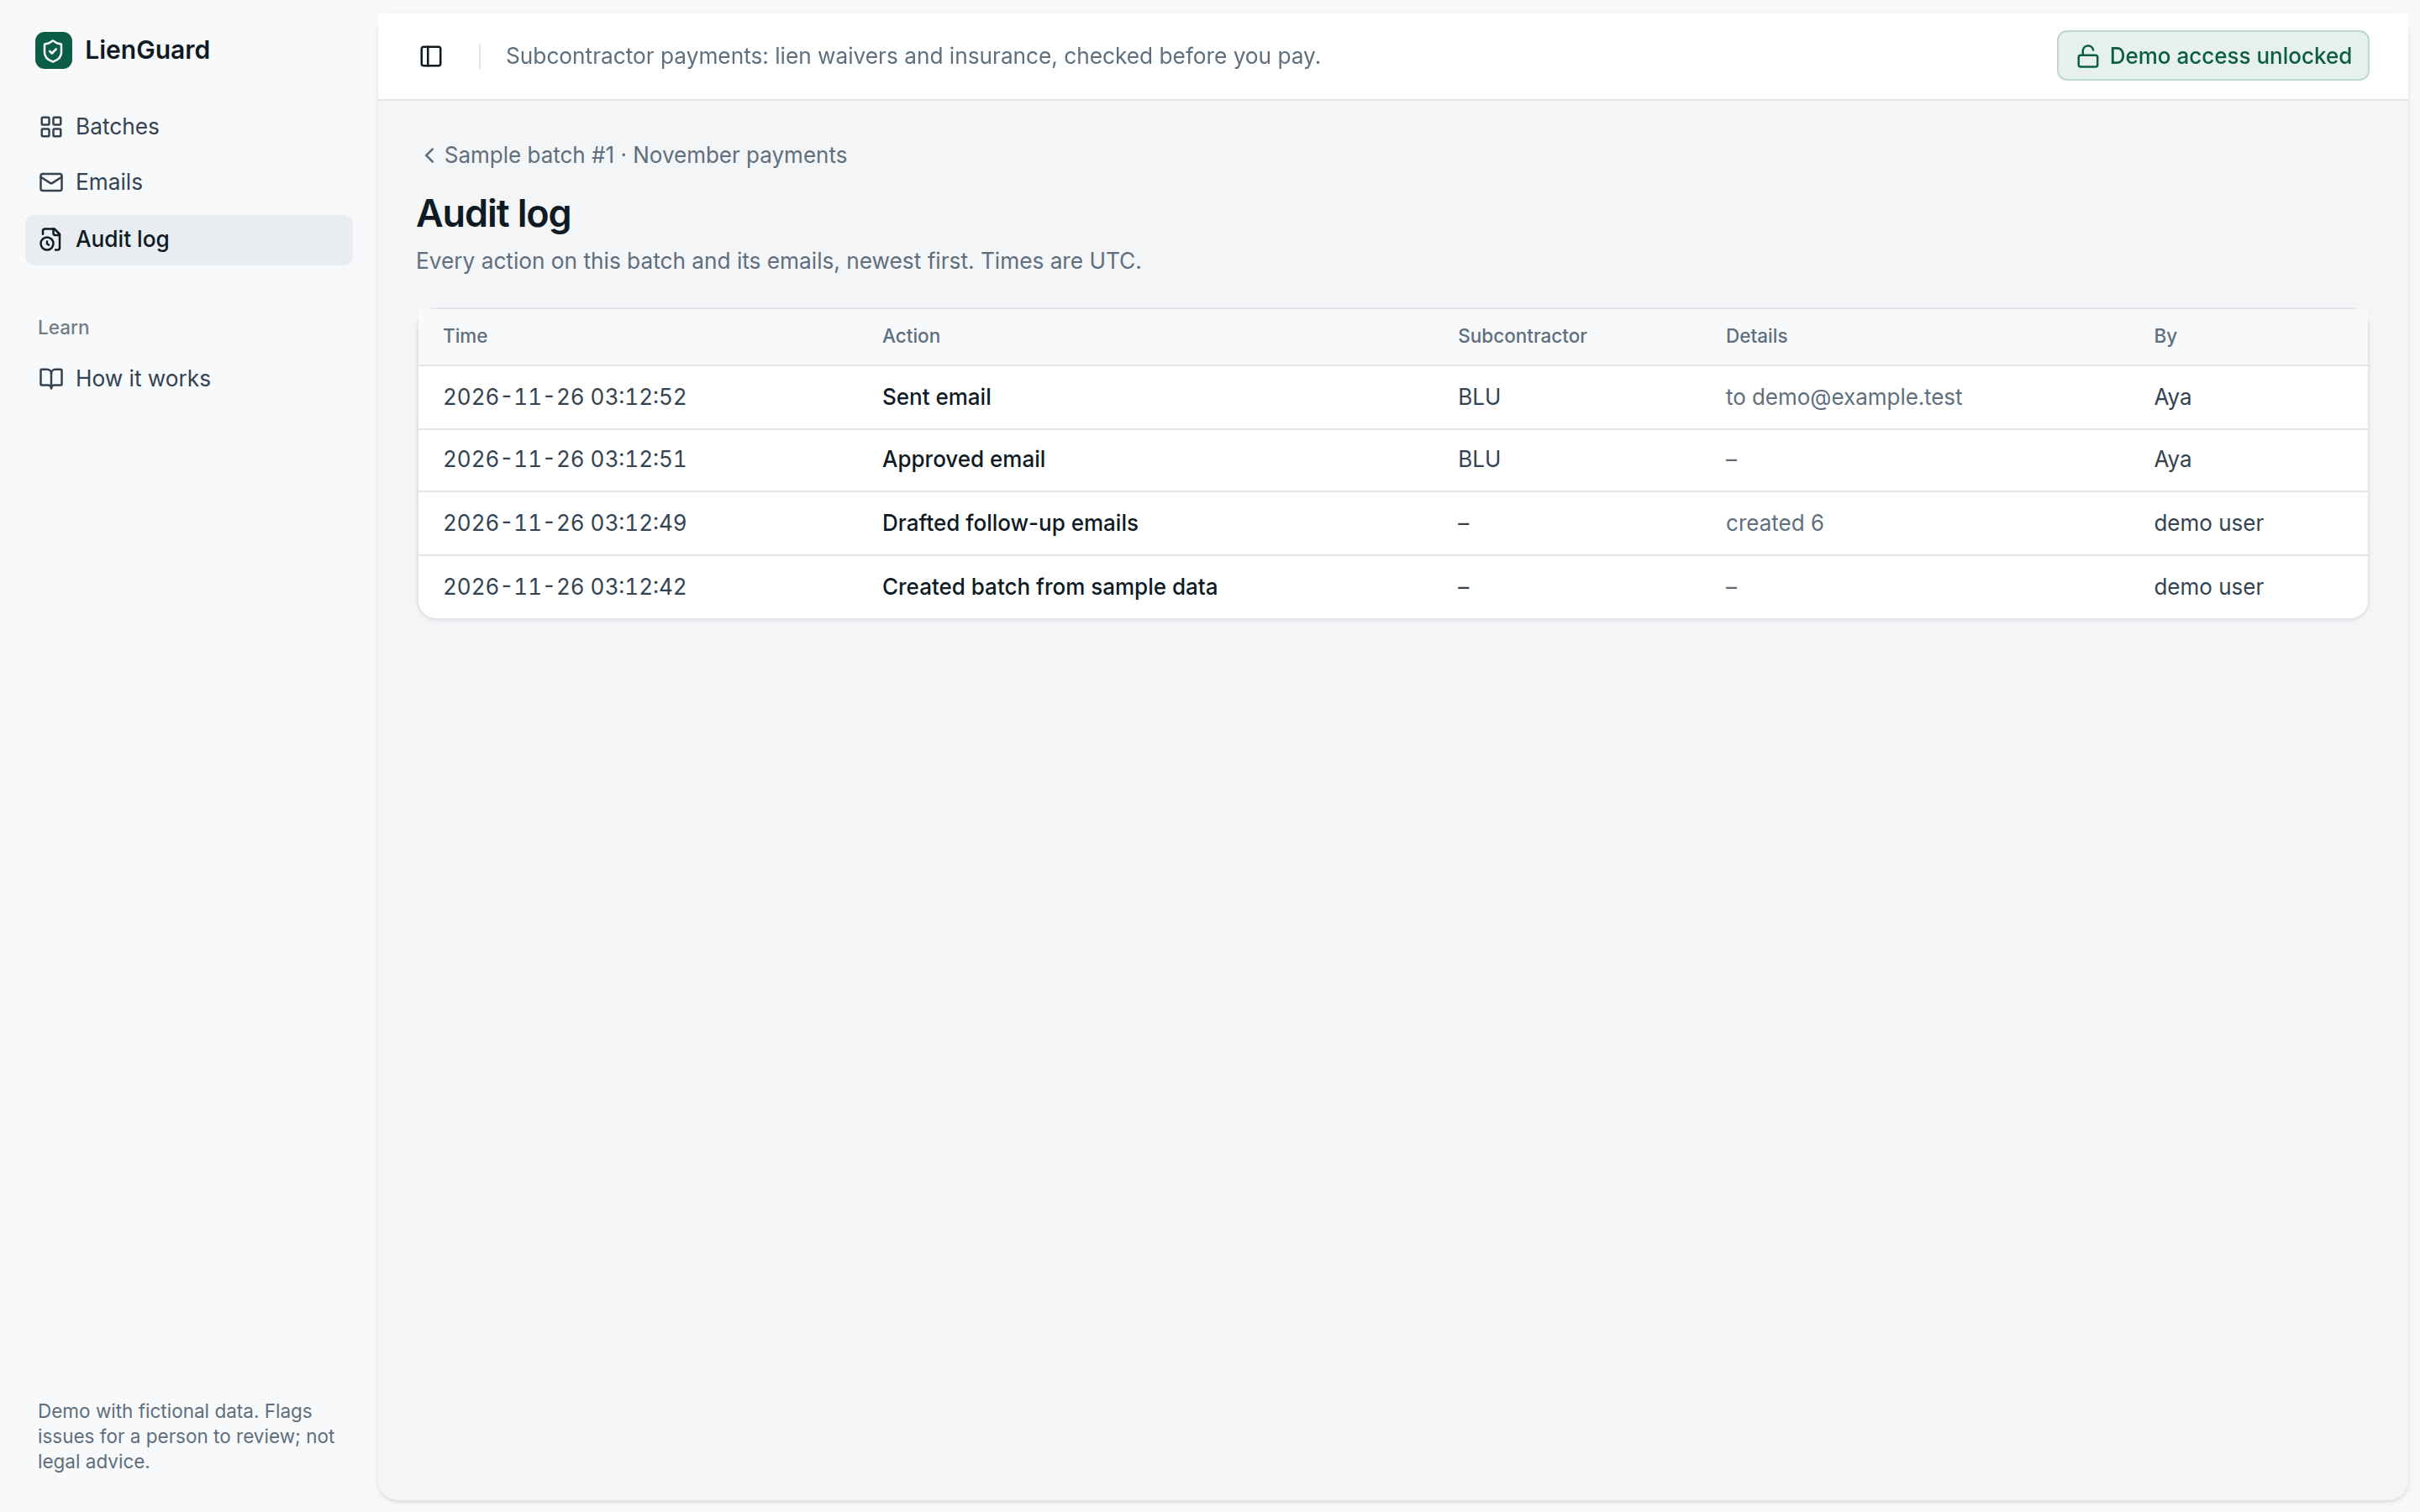 LienGuard
Batches
Emails
Audit log
Learn
How it works
Demo with fictional data. Flags
issues for a person to review; not
legal advice.
Subcontractor payments: lien waivers and insurance, checked before you pay.
Demo access unlocked
Sample batch #1 · November payments
Audit log
Every action on this batch and its emails, newest first. Times are UTC.
Time Action Subcontractor Details By
2026-11-26 03:12:52 Sent email BLU to demo@example.test Aya
2026-11-26 03:12:51 Approved email BLU – Aya
2026-11-26 03:12:49 Drafted follow-up emails – created 6 demo user
2026-11-26 03:12:42 Created batch from sample data – – demo user